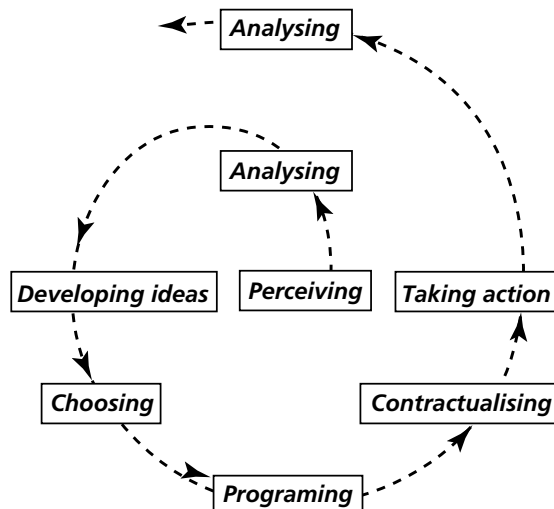 Analysing
Analysing
Developing ideas
Perceiving
Taking action
Choosing
Contractualising
Programing